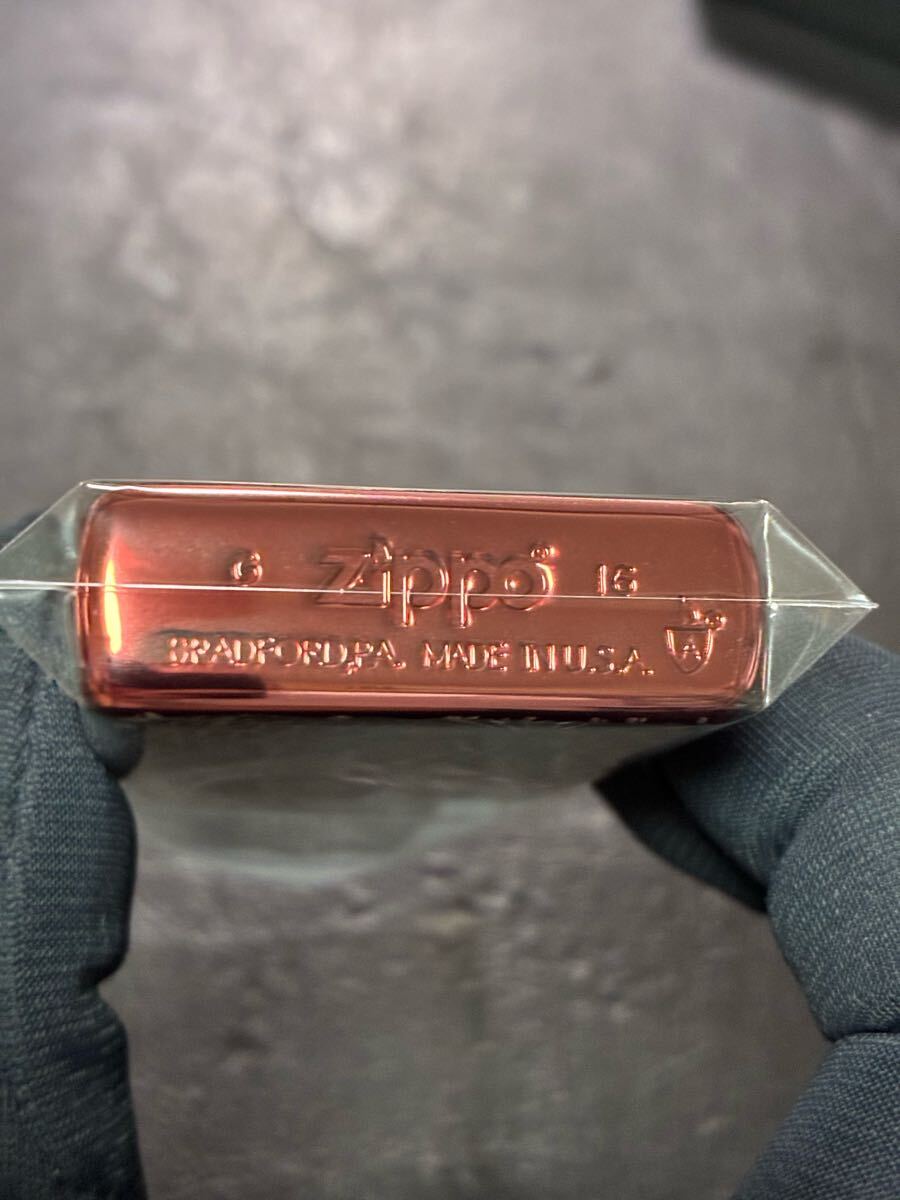 G zippo® 16
BRADFORD,PA. MADE IN U.S.A. A